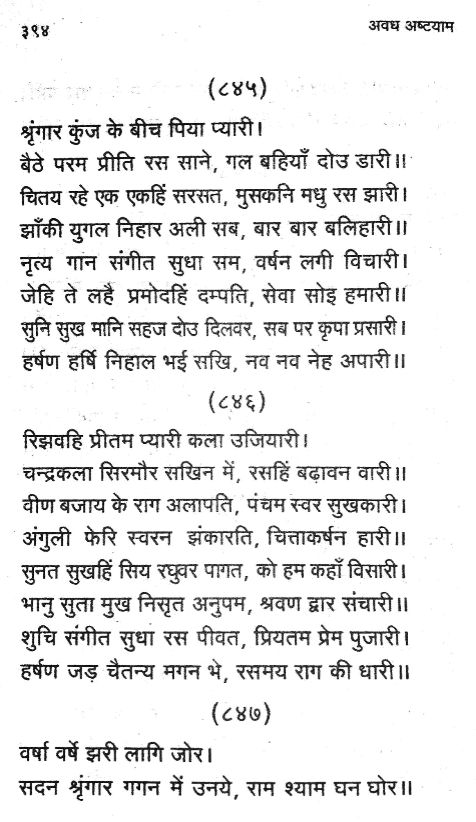 ३९४
अवध अष्टयाम
(८४५)
श्रृंगार कुंज के बीच पिया प्यारी।
बैठे परम प्रीति रस साने, गल बहियाँ दोउ डारी॥
चितय रहे एक एकहिं सरसत, मुसकनि मधु रस झारी।
झाँकी युगल निहार अली सब, बार बार बलिहारी॥
नृत्य गान संगीत सुधा सम, वर्षन लगी विचारी।
जेहि ते लहै प्रमोदहिं दम्पति, सेवा सोइ हमारी॥
सुनि सुख मानि सहज दोउ दिलवर, सब पर कृपा प्रसारी।
हर्षण हर्षि निहाल भई सखि, नव नव नेह अपारी॥
(८४६)
रिझवहि प्रीतम प्यारी कला उजियारी।
चन्द्रकला सिरमौर सखिन में, रसहिं बढ़ावन वारी॥
वीण बजाय के राग अलापति, पंचम स्वर सुखकारी।
अंगुली फेरि स्वरन झंकारति, चित्ताकर्षन हारी॥
सुनत सुखहिं सिय रघुवर पागत, को हम कहाँ विसारी।
भानु सुता मुख निसृत अनुपम, श्रवण द्वार संचारी॥
शुचि संगीत सुधा रस पीवत, प्रियतम प्रेम पुजारी।
हर्षण जड़ चैतन्य मगन भे, रसमय राग की धारी॥
(८४७)
वर्षा वर्षे झरी लागि जोर।
सदन श्रृंगार गगन में उनये, राम श्याम घन घोर॥